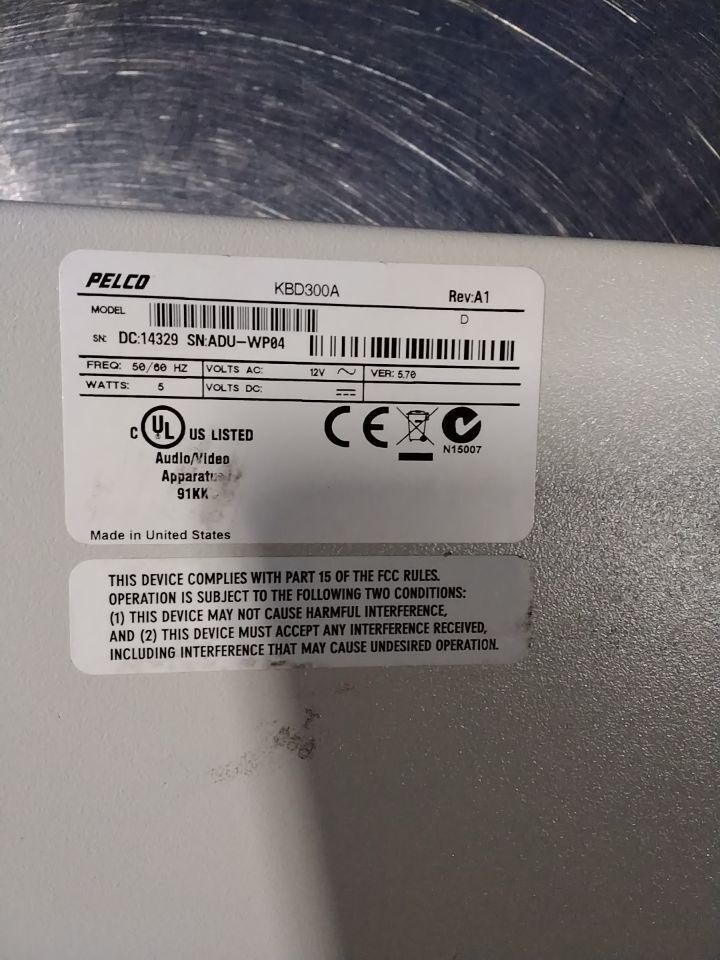 PELCO KBD300A Rev:A1
MODEL D
SN: DC:14329 SN:ADU-WP04
FREQ: 50/60 HZ VOLTS AC: 12V VER: 5.70
WATTS: 5 VOLTS DC:
C UL US LISTED
Audio/Video
Apparatus
91KK
CE
N15007
Made in United States
THIS DEVICE COMPLIES WITH PART 15 OF THE FCC RULES.
OPERATION IS SUBJECT TO THE FOLLOWING TWO CONDITIONS:
(1) THIS DEVICE MAY NOT CAUSE HARMFUL INTERFERENCE,
AND (2) THIS DEVICE MUST ACCEPT ANY INTERFERENCE RECEIVED,
INCLUDING INTERFERENCE THAT MAY CAUSE UNDESIRED OPERATION.